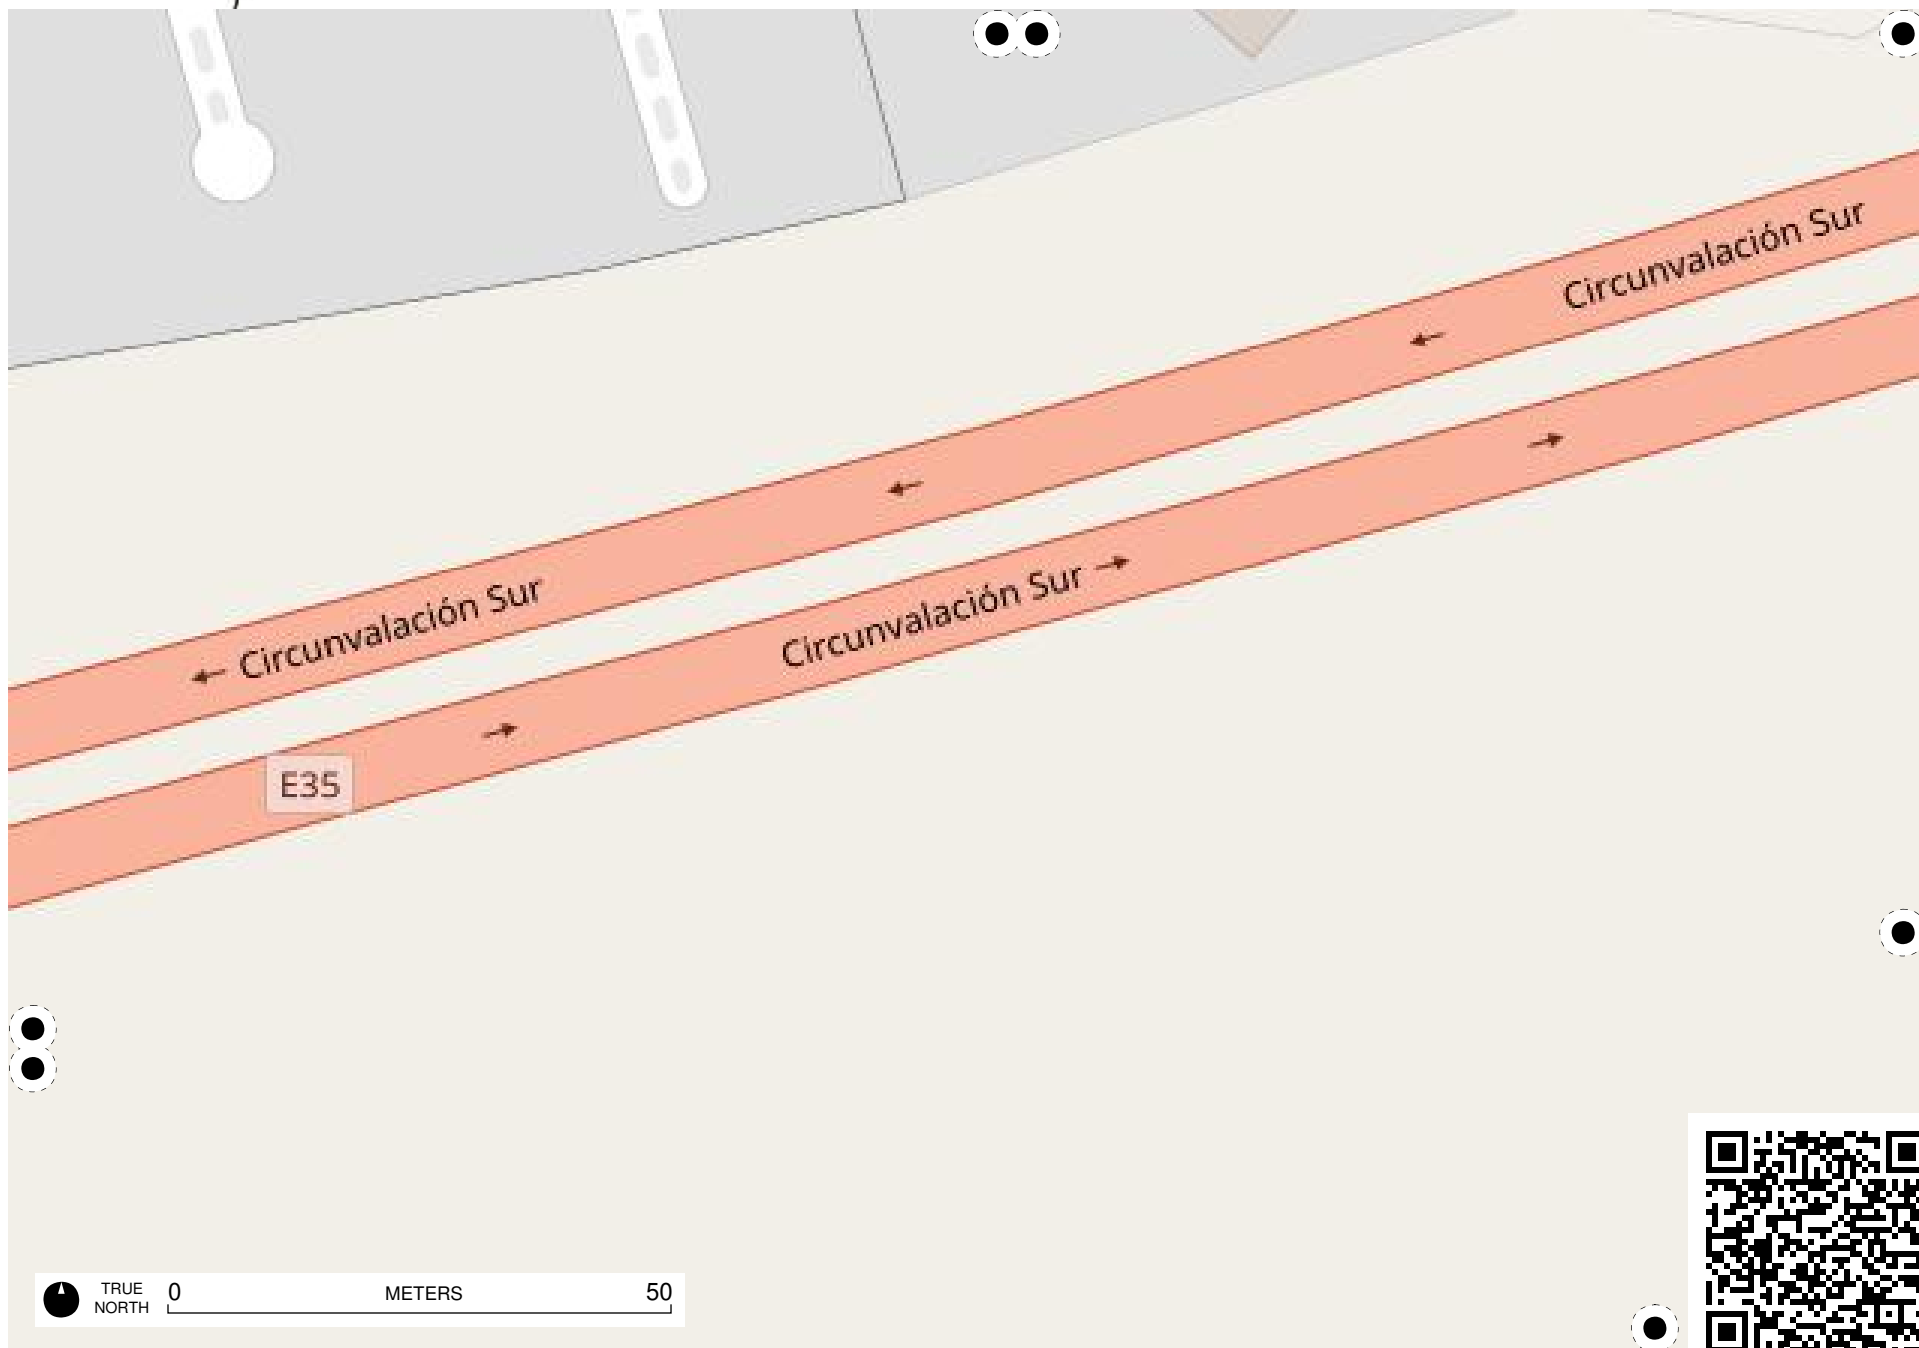 Circunvalación Sur
← Circunvalación Sur
Circunvalación Sur →
E35
TRUE
NORTH
0 METERS 50